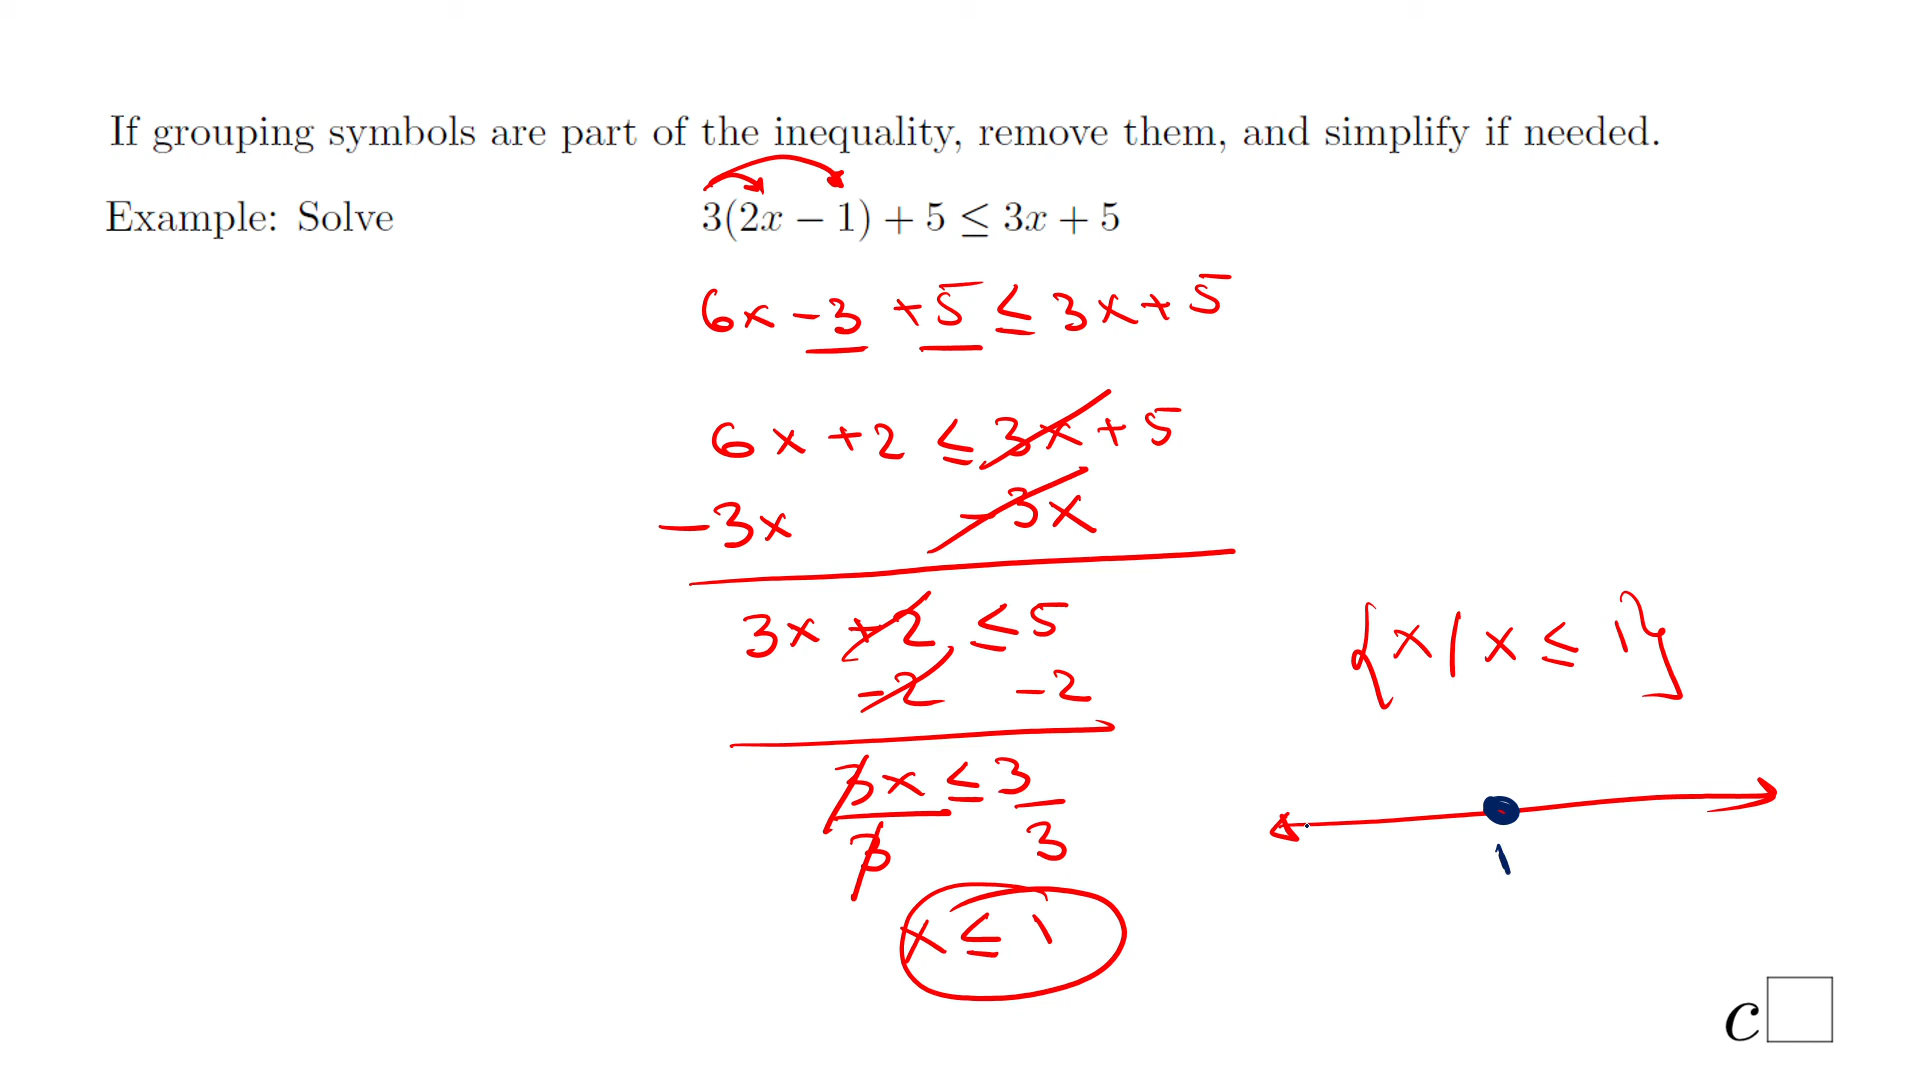 If grouping symbols are part of the inequality, remove them, and simplify if needed.
Example: Solve 3(2x − 1) + 5 ≤ 3x + 5
6x − 3 + 5 ≤ 3x + 5
6x + 2 ≤ 3x + 5
− 3x − 3x
3x + 2 ≤ 5
− 2 − 2
3x ≤ 3
3 3
x ≤ 1
{x | x ≤ 1}
1
c